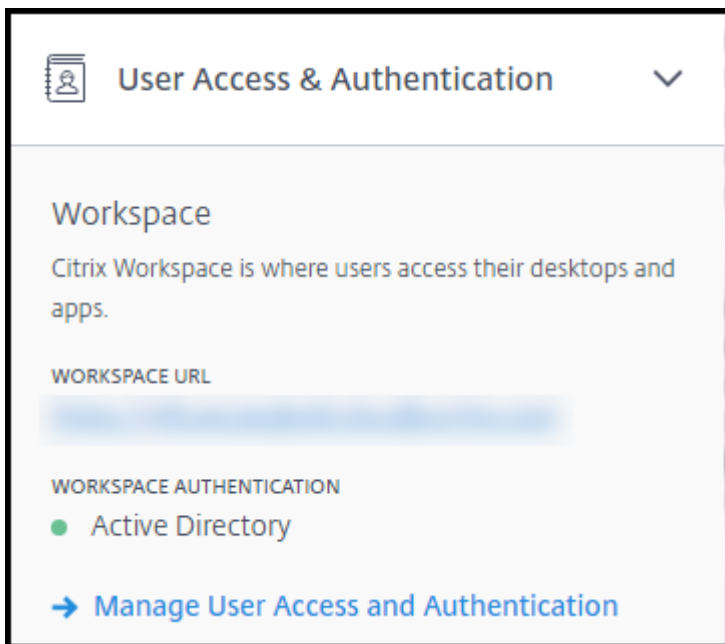 User Access & Authentication
Workspace
Citrix Workspace is where users access their desktops and
apps.
WORKSPACE URL
WORKSPACE AUTHENTICATION
Active Directory
Manage User Access and Authentication